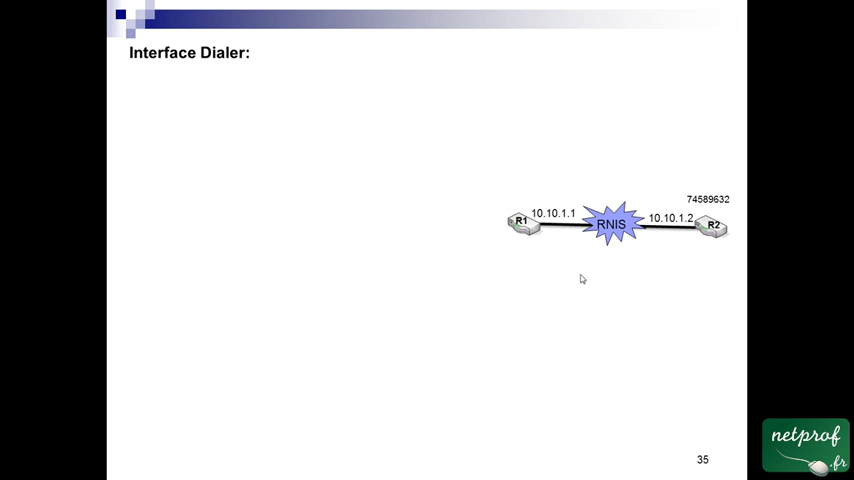 Interface Dialer:
74589632
R1
10.10.1.1
RNIS
10.10.1.2
R2
35
netprof
.fr